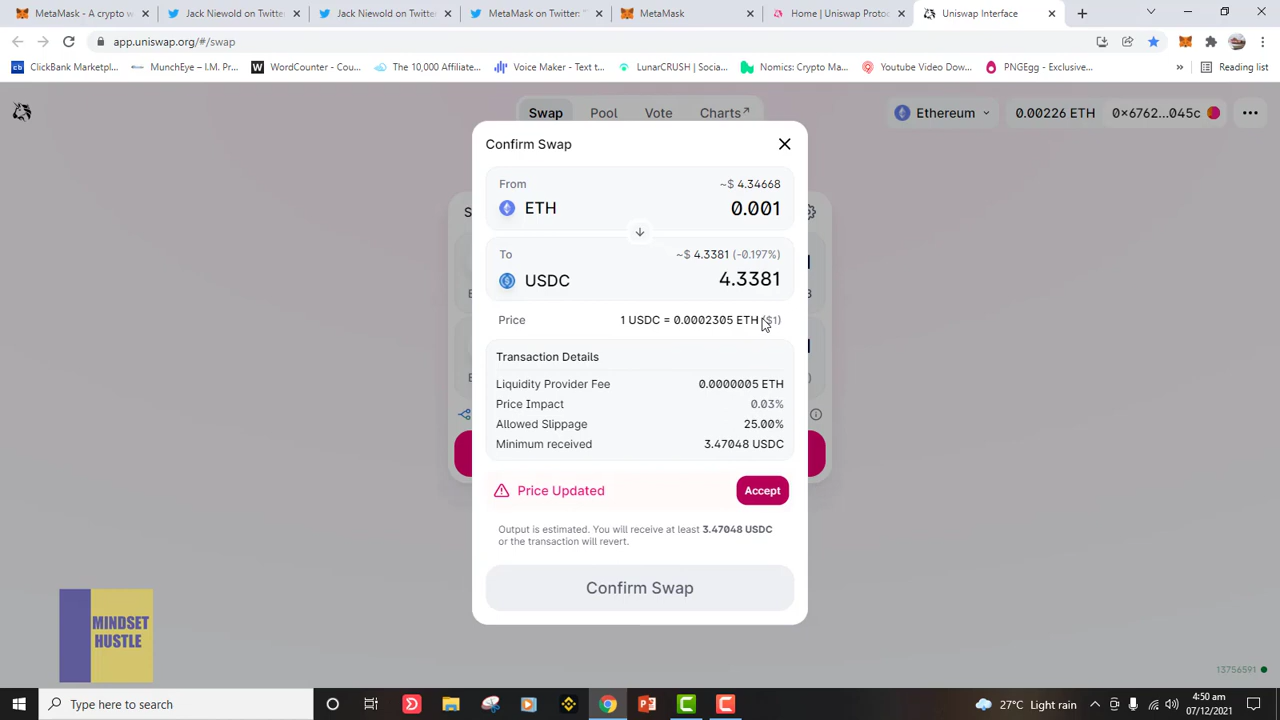 MetaMask - A crypto w
Jack Niewold on Twitter
Jack Niewold on Twitter
MetaMask on Twitter: "
MetaMask
Home | Uniswap Protoc
Uniswap Interface
app.uniswap.org/#/swap
ClickBank Marketpl...
MunchEye – I.M. Pr...
WordCounter - Cou...
The 10,000 Affiliate...
Voice Maker - Text t...
LunarCRUSH | Socia...
Nomics: Crypto Ma...
Youtube Video Dow...
PNGEgg - Exclusive...
»
Reading list
Swap
Pool
Vote
Charts↗
Ethereum
0.00226 ETH
0×6762...045c
Confirm Swap
From
~$ 4.34668
ETH
0.001
To
~$ 4.3381 (-0.197%)
USDC
4.3381
Price
1 USDC = 0.0002305 ETH ($1)
Transaction Details
Liquidity Provider Fee
0.0000005 ETH
Price Impact
0.03%
Allowed Slippage
25.00%
Minimum received
3.47048 USDC
Price Updated
Accept
Output is estimated. You will receive at least 3.47048 USDC
or the transaction will revert.
Confirm Swap
MINDSET
HUSTLE
13756591
Type here to search
27°C Light rain
4:50 am
07/12/2021